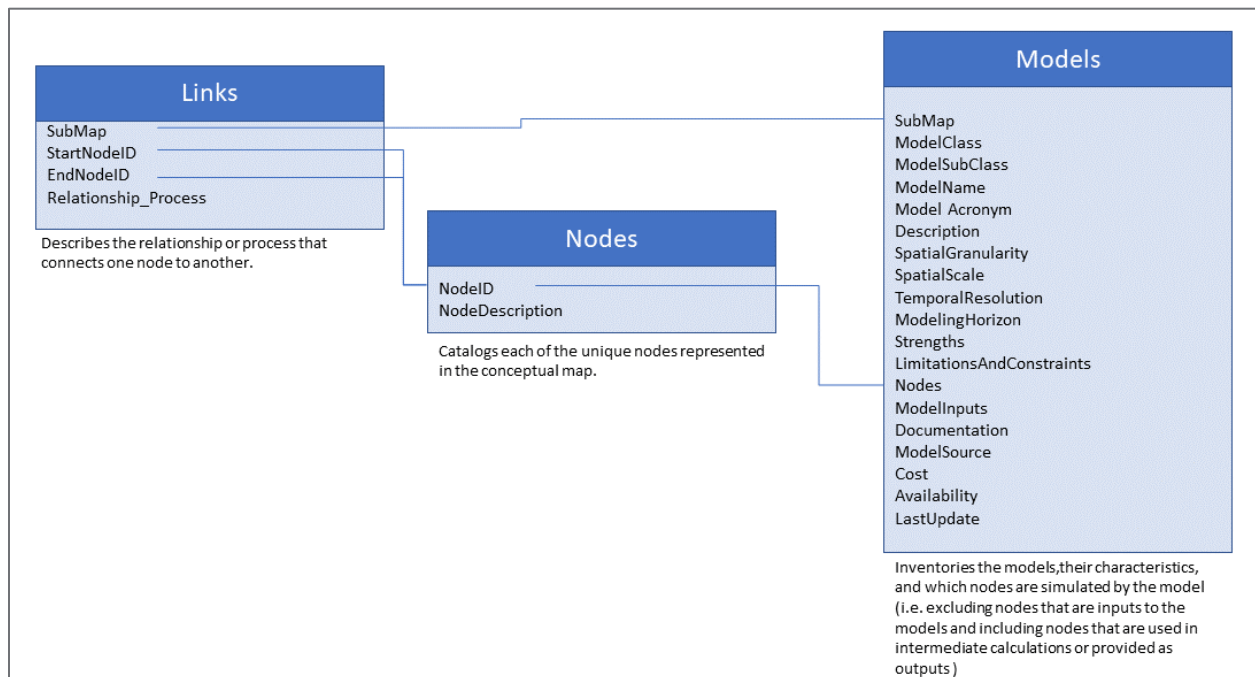 Links
SubMap
StartNodeID
EndNodeID
Relationship_Process
Describes the relationship or process that
connects one node to another.
Nodes
NodeID
NodeDescription
Catalogs each of the unique nodes represented
in the conceptual map.
Models
SubMap
ModelClass
ModelSubClass
ModelName
Model Acronym
Description
SpatialGranularity
SpatialScale
TemporalResolution
ModelingHorizon
Strengths
LimitationsAndConstraints
Nodes
ModelInputs
Documentation
ModelSource
Cost
Availability
LastUpdate
Inventories the models,their characteristics,
and which nodes are simulated by the model
(i.e. excluding nodes that are inputs to the
models and including nodes that are used in
intermediate calculations or provided as
outputs )